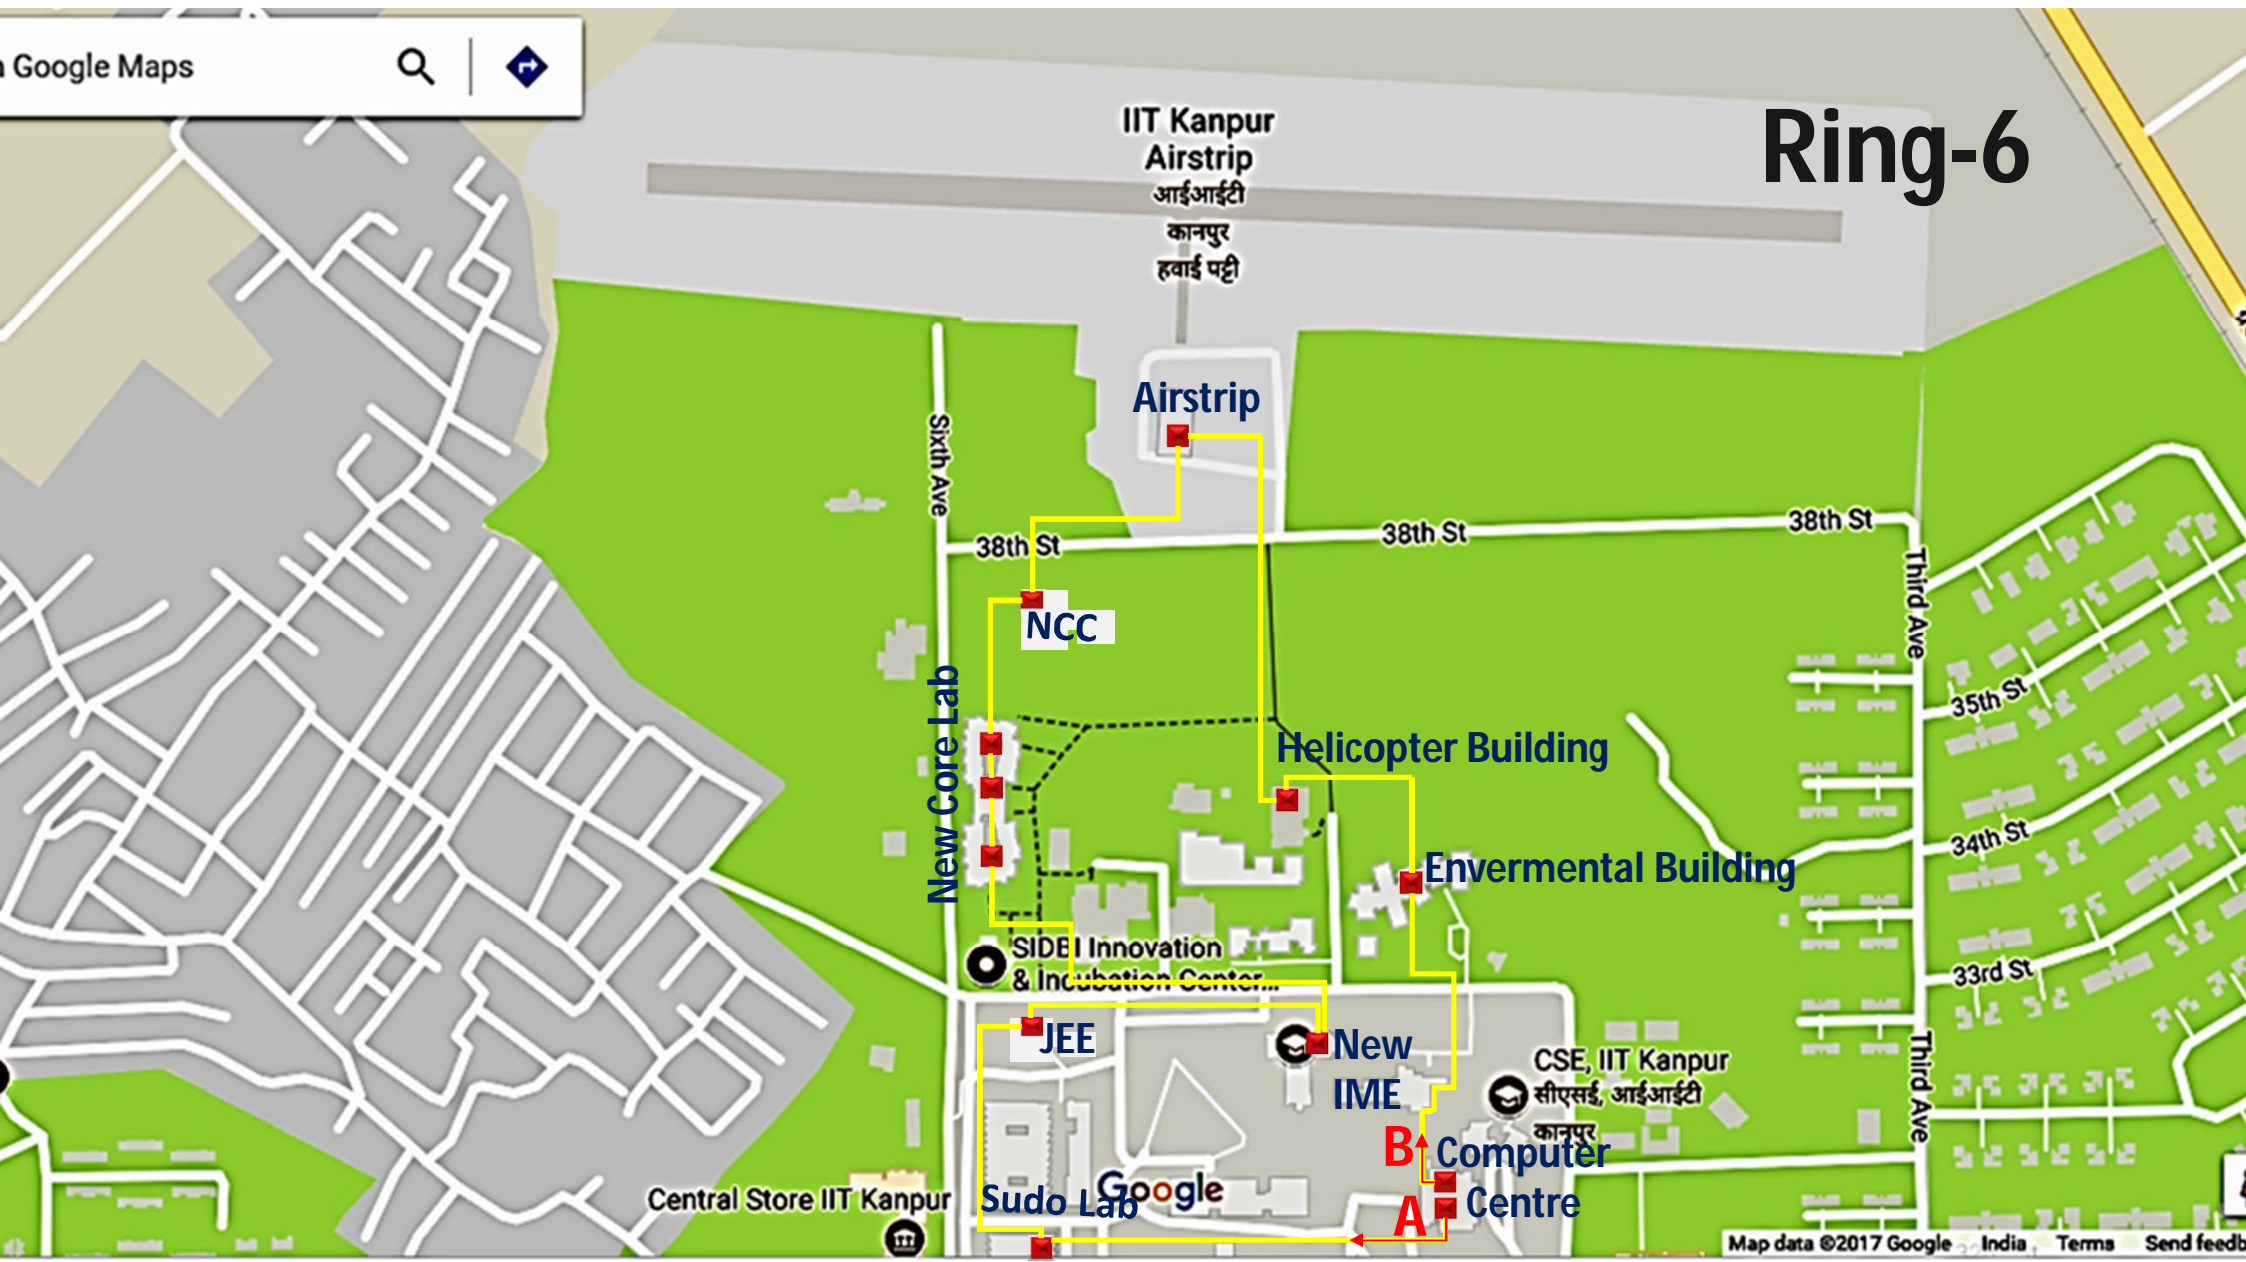 Google Maps
Ring-6
IIT Kanpur
Airstrip
आईआईटी
कानपुर
हवाई पट्टी
Airstrip
Sixth Ave
38th St
38th St
38th St
Third Ave
NCC
New Core Lab
35th St
Helicopter Building
34th St
Envermental Building
SIDBI Innovation
& Incubation Center...
33rd St
JEE
New
IME
CSE, IIT Kanpur
सीएसई, आईआईटी
कानपुर
Third Ave
B
Computer
Centre
A
Central Store IIT Kanpur
Sudo Lab
Google
Map data ©2017 Google India Terms Send feedb